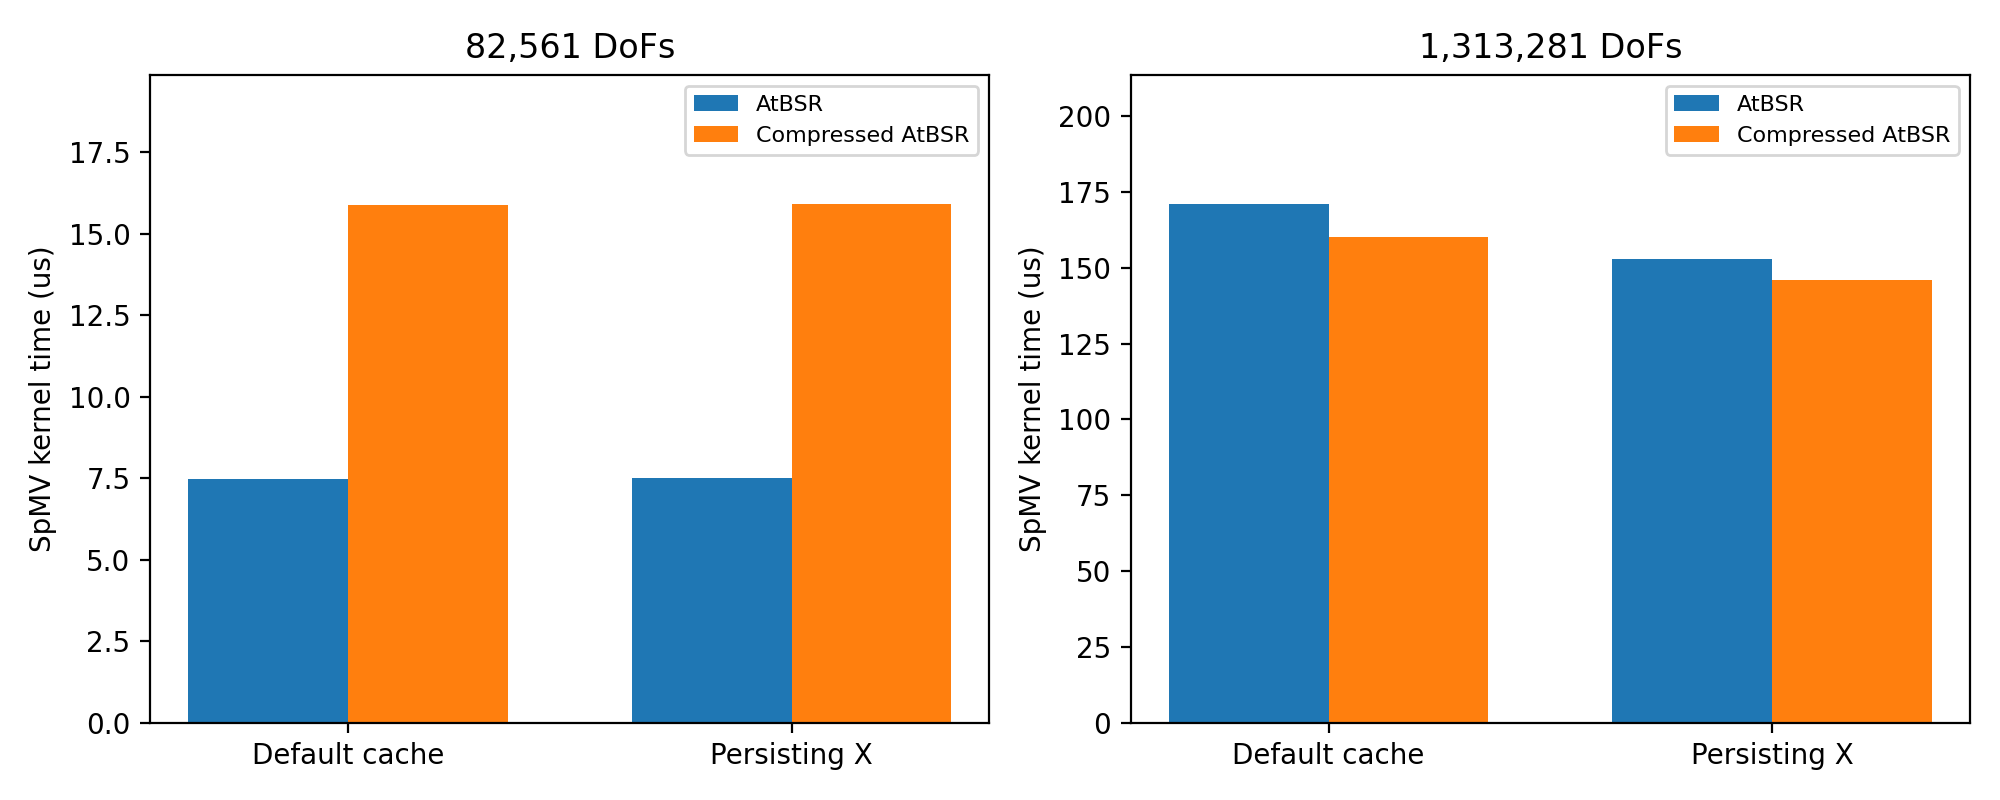 82,561 DoFs
AtBSR
Compressed AtBSR
17.5
15.0
12.5
10.0
7.5
5.0
2.5
0.0
SpMV kernel time (us)
Default cache
Persisting X
1,313,281 DoFs
AtBSR
Compressed AtBSR
200
175
150
125
100
75
50
25
0
SpMV kernel time (us)
Default cache
Persisting X